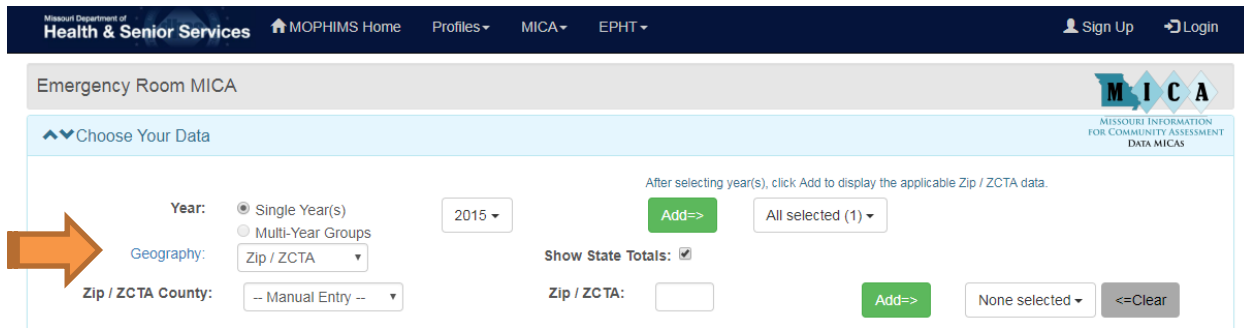 Missouri Department of
Health & Senior Services MOPHIMS Home Profiles MICA EPHT Sign Up Login
Emergency Room MICA
M I C A
MISSOURI INFORMATION
FOR COMMUNITY ASSESSMENT
DATA MICAS
Choose Your Data
After selecting year(s), click Add to display the applicable Zip / ZCTA data.
Year: Single Year(s) 2015 Add=> All selected (1)
Multi-Year Groups
Geography: Zip / ZCTA Show State Totals:
Zip / ZCTA County: -- Manual Entry -- Zip / ZCTA: Add=> None selected <=Clear